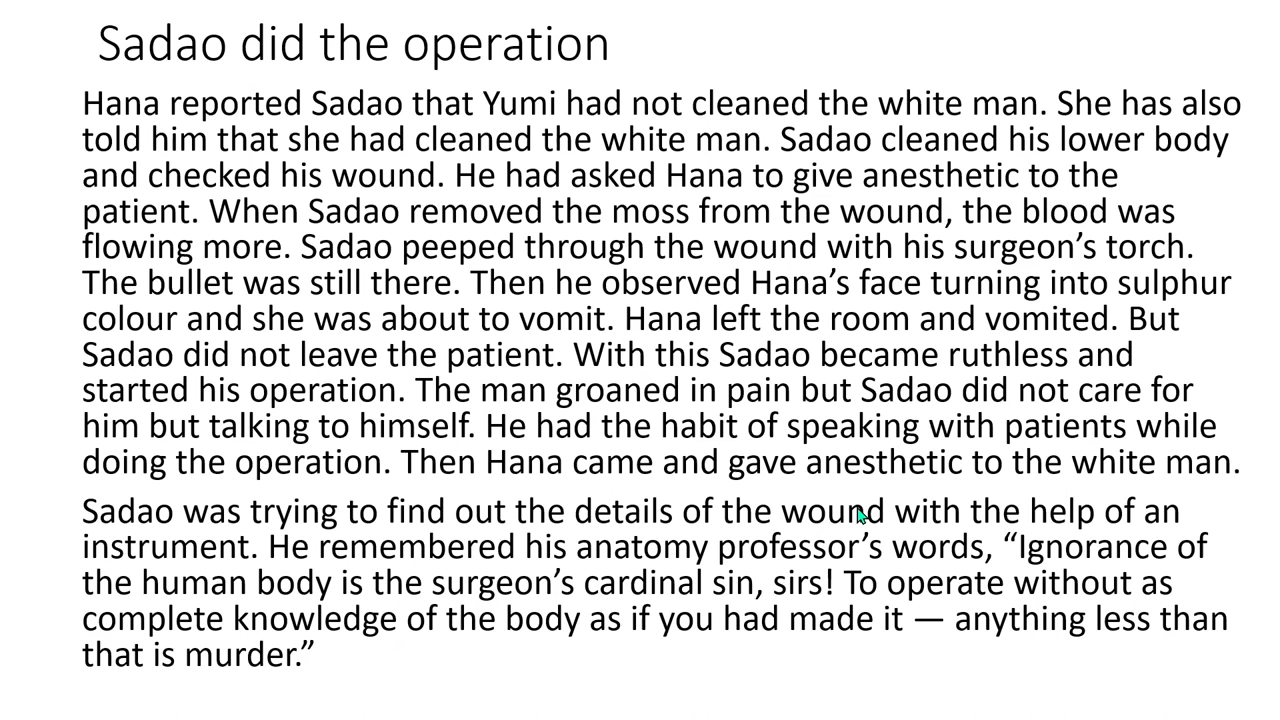 Sadao did the operation
Hana reported Sadao that Yumi had not cleaned the white man. She has also
told him that she had cleaned the white man. Sadao cleaned his lower body
and checked his wound. He had asked Hana to give anesthetic to the
patient. When Sadao removed the moss from the wound, the blood was
flowing more. Sadao peeped through the wound with his surgeon’s torch.
The bullet was still there. Then he observed Hana’s face turning into sulphur
colour and she was about to vomit. Hana left the room and vomited. But
Sadao did not leave the patient. With this Sadao became ruthless and
started his operation. The man groaned in pain but Sadao did not care for
him but talking to himself. He had the habit of speaking with patients while
doing the operation. Then Hana came and gave anesthetic to the white man.
Sadao was trying to find out the details of the wound with the help of an
instrument. He remembered his anatomy professor’s words, “Ignorance of
the human body is the surgeon’s cardinal sin, sirs! To operate without as
complete knowledge of the body as if you had made it — anything less than
that is murder.”